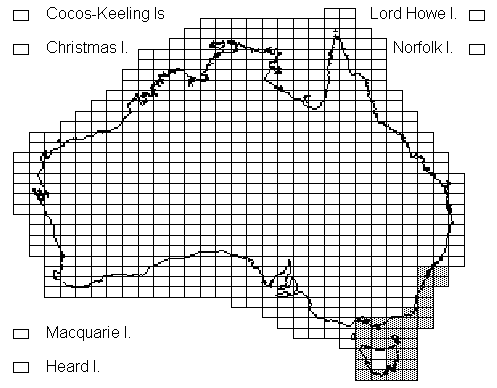 Cocos-Keeling Is
Lord Howe I.
Christmas I.
Norfolk I.
Macquarie I.
Heard I.